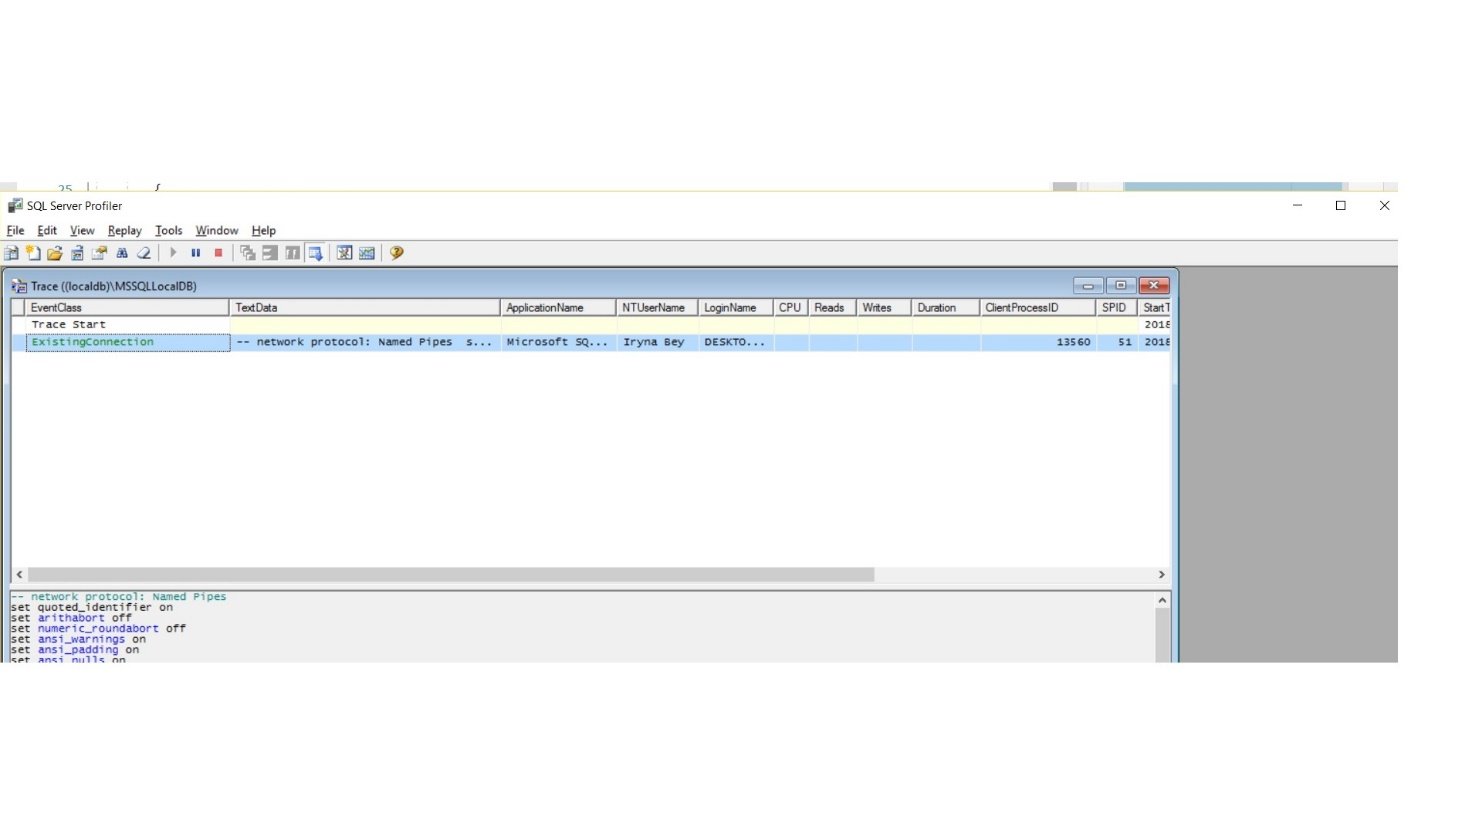 25 {
SQL Server Profiler
File Edit View Replay Tools Window Help
Trace ((localdb)\MSSQLLocalDB)
EventClass TextData ApplicationName NTUserName LoginName CPU Reads Writes Duration ClientProcessID SPID StartT
Trace Start 2018
ExistingConnection -- network protocol: Named Pipes s... Microsoft SQ... Iryna Bey DESKTO... 13560 51 2018
-- network protocol: Named Pipes
set quoted_identifier on
set arithabort off
set numeric_roundabort off
set ansi_warnings on
set ansi_padding on
set ansi_nulls on